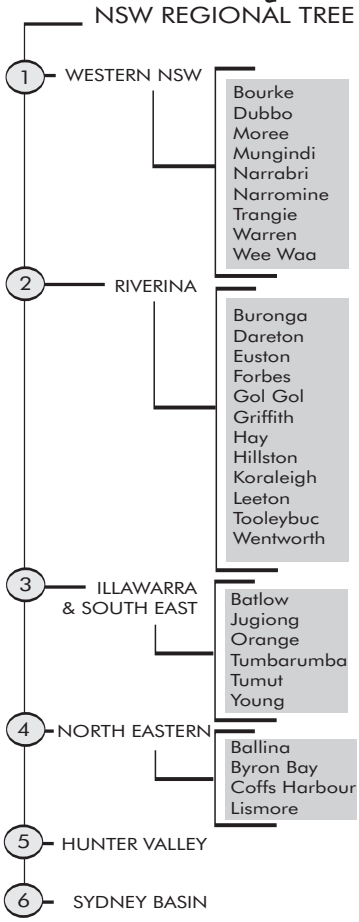 NSW REGIONAL TREE
1 WESTERN NSW
Bourke
Dubbo
Moree
Mungindi
Narrabri
Narromine
Trangie
Warren
Wee Waa
2 RIVERINA
Buronga
Dareton
Euston
Forbes
Gol Gol
Griffith
Hay
Hillston
Koraleigh
Leeton
Tooleybuc
Wentworth
3 ILLAWARRA
& SOUTH EAST
Batlow
Jugiong
Orange
Tumbarumba
Tumut
Young
4 NORTH EASTERN
Ballina
Byron Bay
Coffs Harbour
Lismore
5 HUNTER VALLEY
6 SYDNEY BASIN